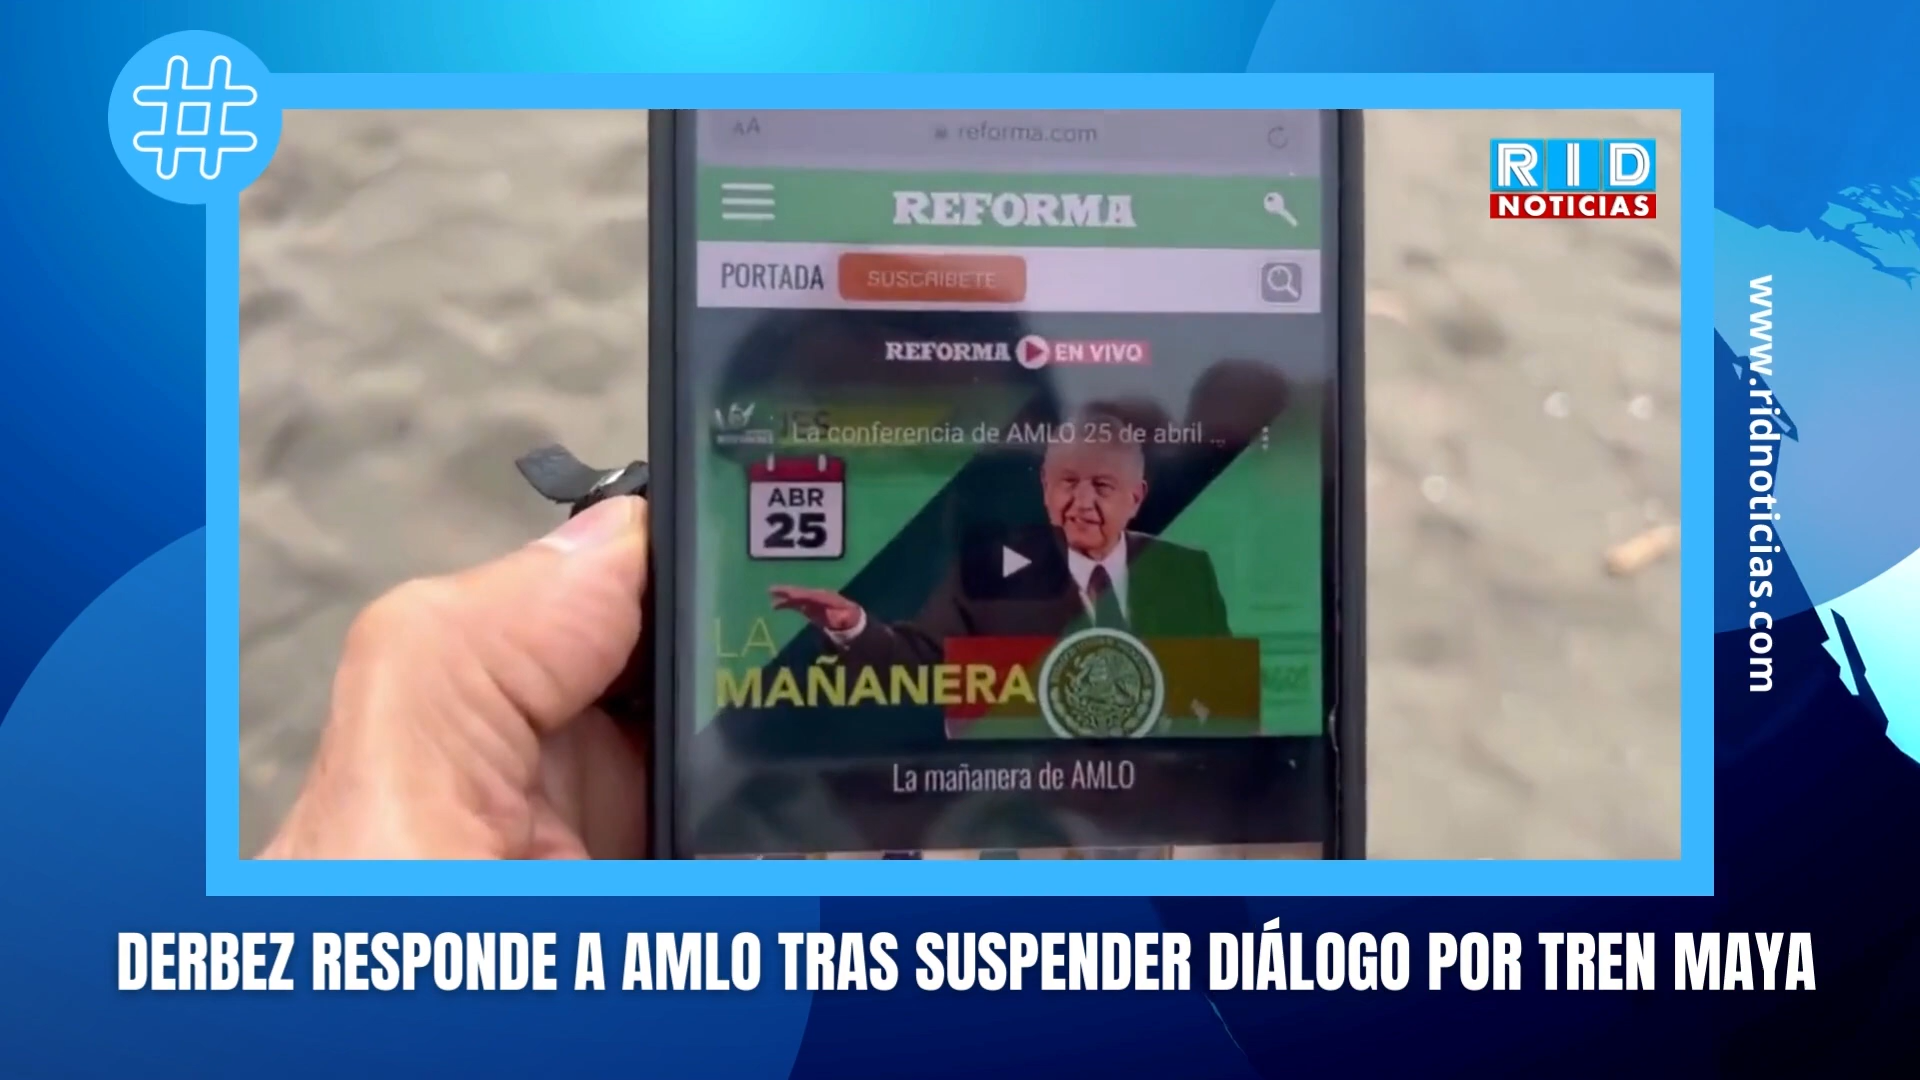 AA
reforma.com
RID
NOTICIAS
REFORMA
PORTADA
SUSCRÍBETE
REFORMA EN VIVO
La conferencia de AMLO 25 de abril ...
ABR
25
LA
MAÑANERA
La mañanera de AMLO
www.ridnoticias.com
DERBEZ RESPONDE A AMLO TRAS SUSPENDER DIÁLOGO POR TREN MAYA